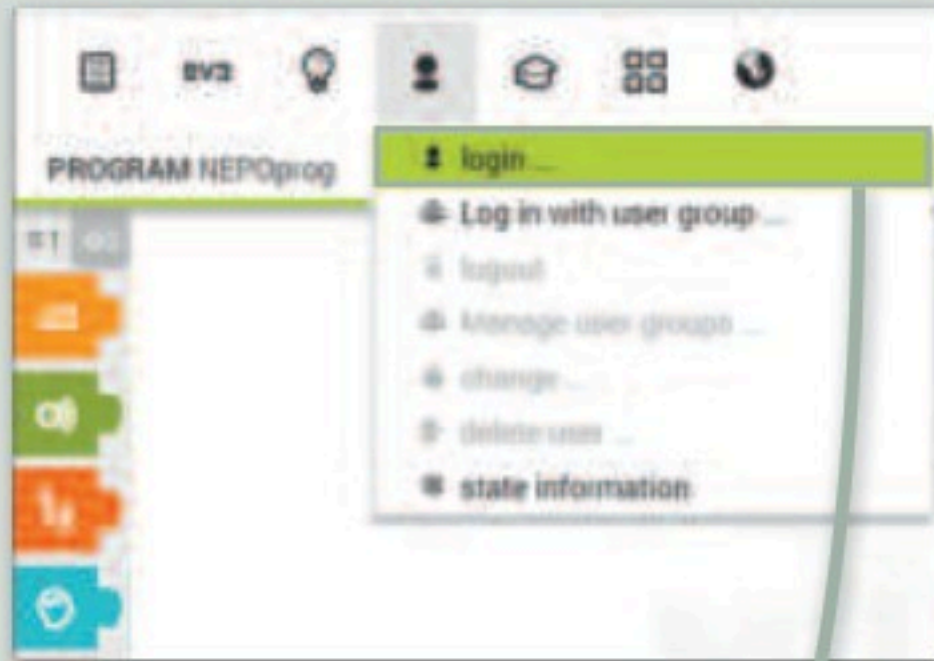 EV3
PROGRAM NEPOprog
login ...
Log in with user group ...
logout
Manage user groups ...
change ...
delete user ...
state information